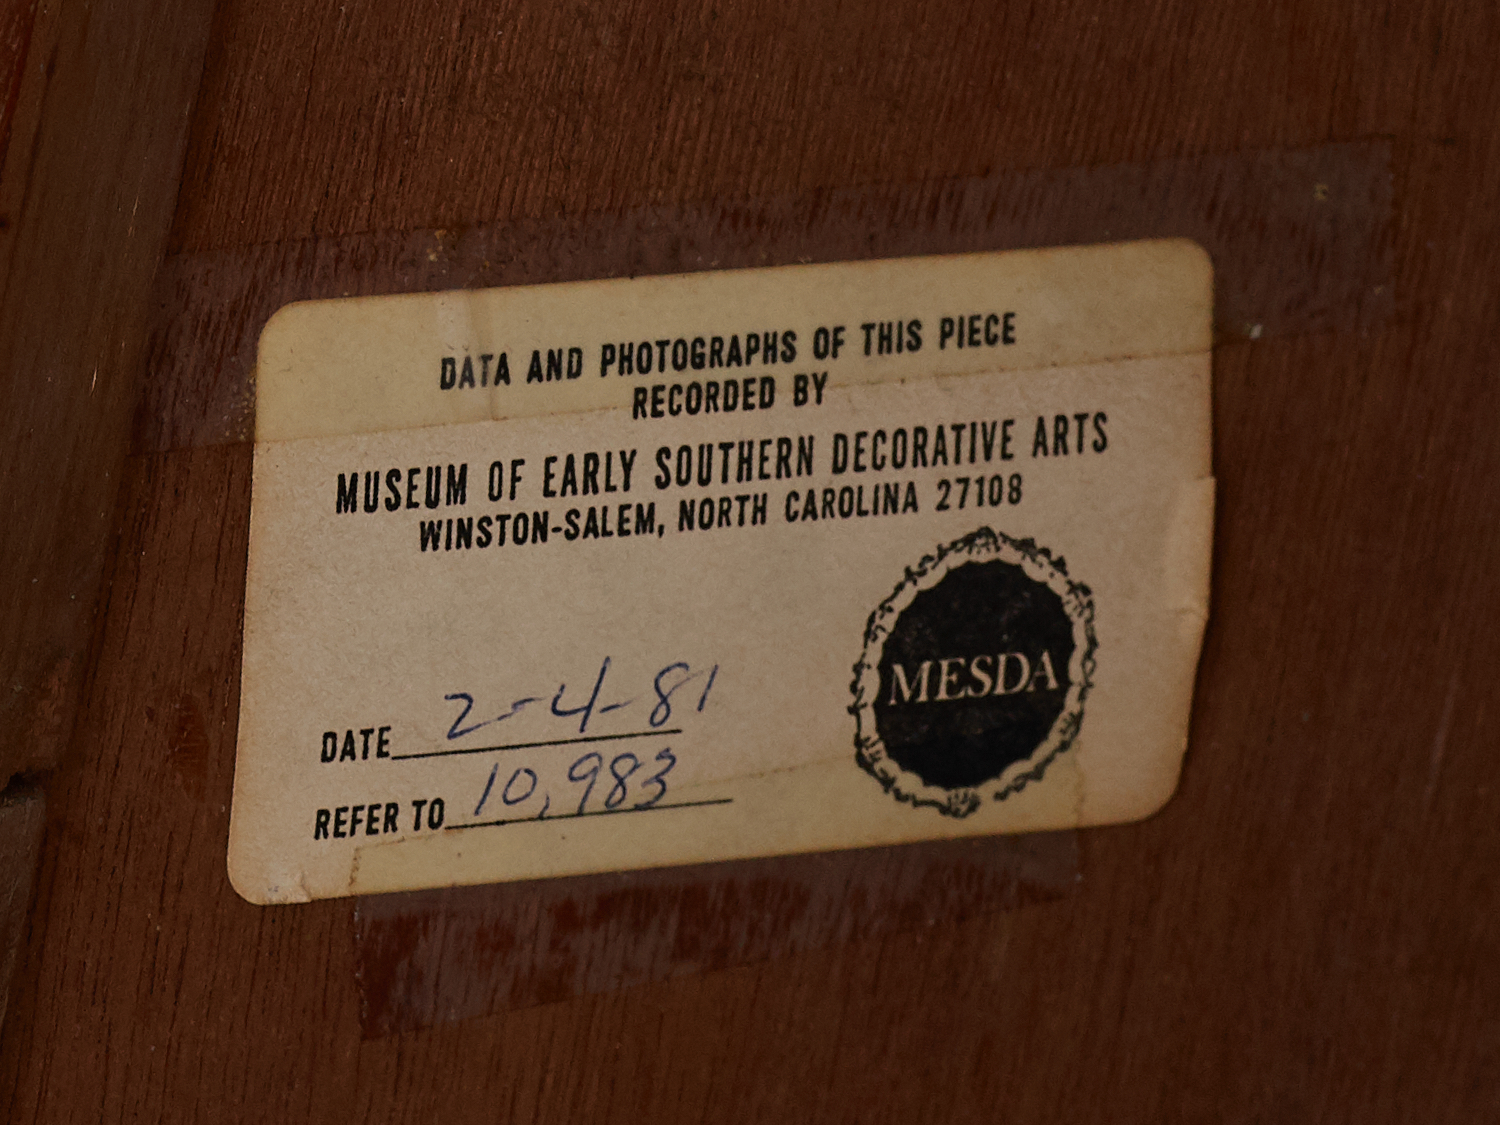 DATA AND PHOTOGRAPHS OF THIS PIECE
RECORDED BY
MUSEUM OF EARLY SOUTHERN DECORATIVE ARTS
WINSTON-SALEM, NORTH CAROLINA 27108
MESDA
DATE 2-4-81
REFER TO 10,983